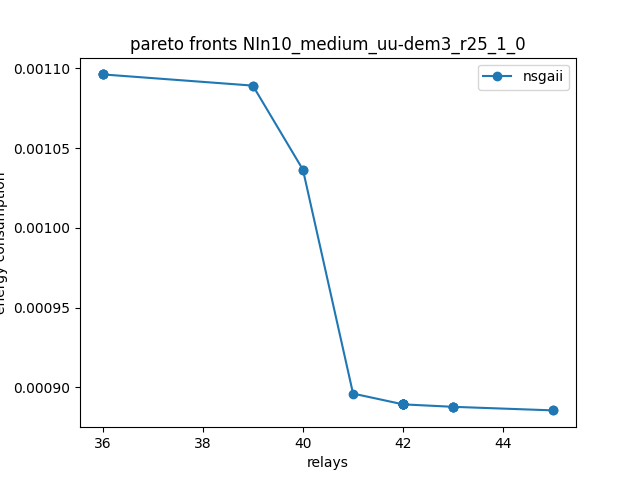 pareto fronts NIn10_medium_uu-dem3_r25_1_0
nsgaii
0.00110
0.00105
0.00100
0.00095
0.00090
energy consumption
36 38 40 42 44
relays